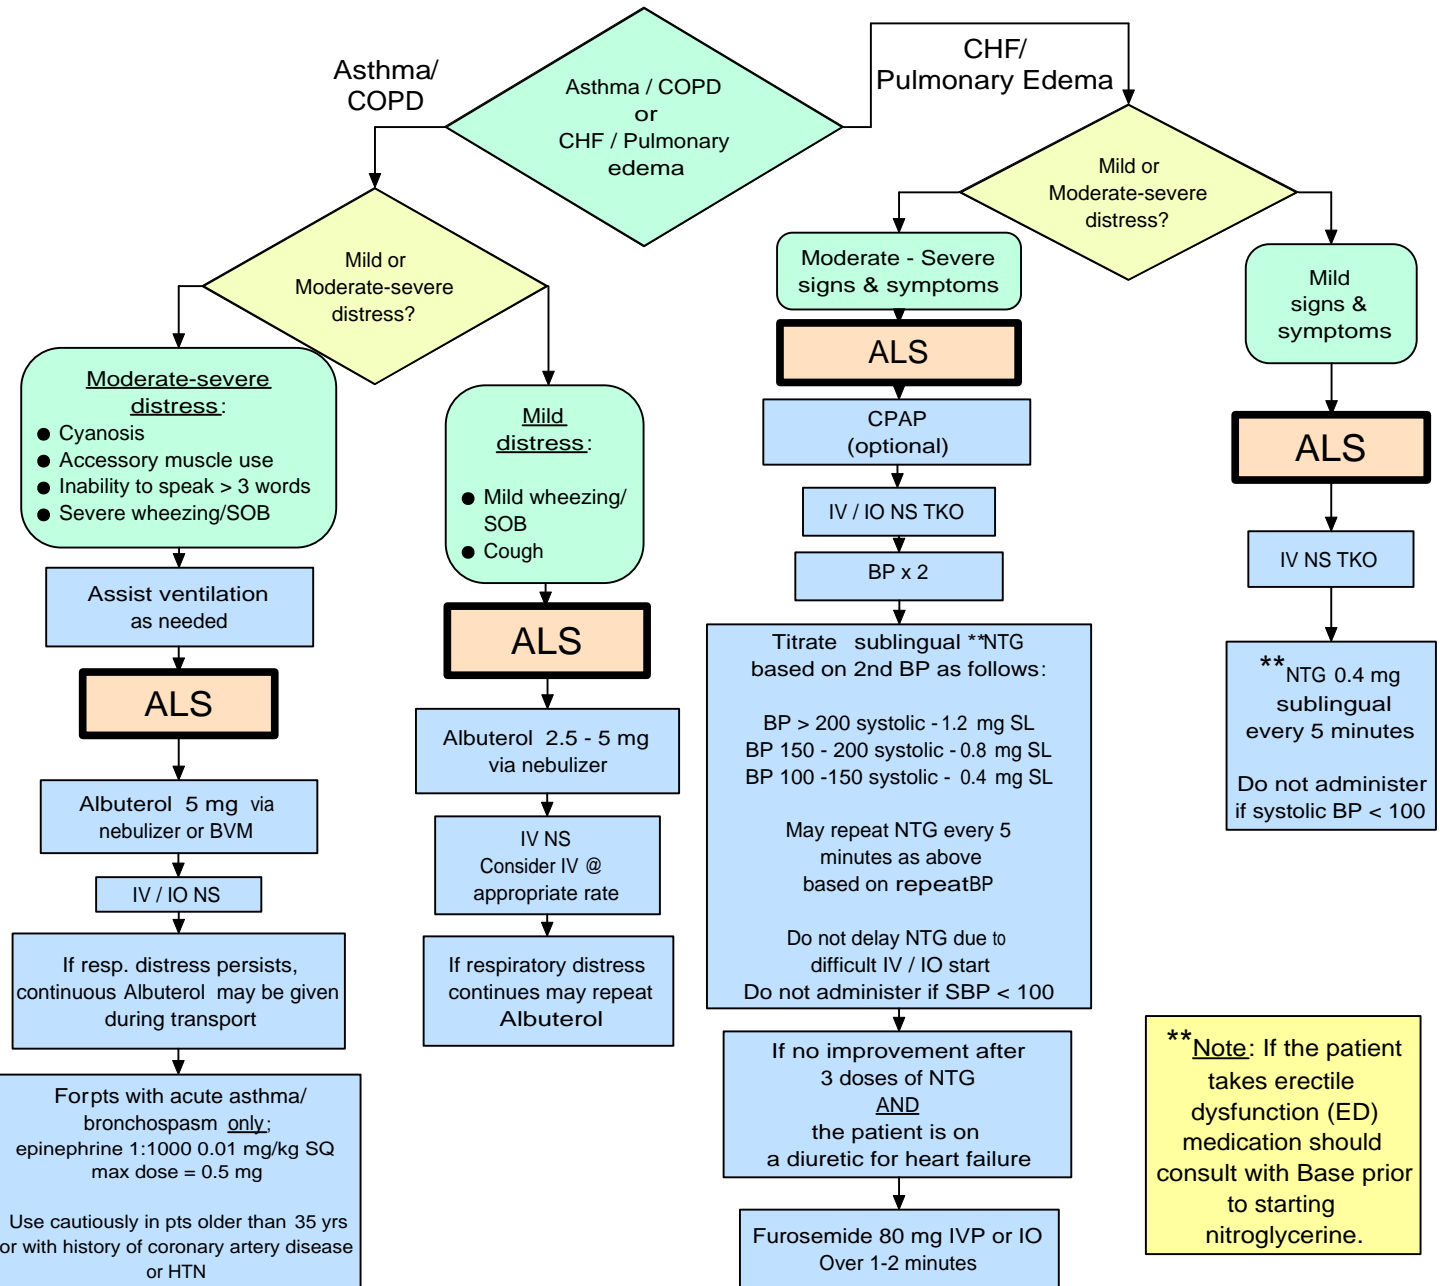 Asthma/
COPD
Asthma / COPD
or
CHF / Pulmonary
edema
CHF/
Pulmonary Edema
Mild or
Moderate-severe
distress?
Moderate-severe
distress:
● Cyanosis
● Accessory muscle use
● Inability to speak > 3 words
● Severe wheezing/SOB
Assist ventilation
as needed
ALS
Albuterol 5 mg via
nebulizer or BVM
IV / IO NS
If resp. distress persists,
continuous Albuterol may be given
during transport
Forpts with acute asthma/
bronchospasm only;
epinephrine 1:1000 0.01 mg/kg SQ
max dose = 0.5 mg
Use cautiously in pts older than 35 yrs
or with history of coronary artery disease
or HTN
Mild
distress:
● Mild wheezing/
SOB
● Cough
ALS
Albuterol 2.5 - 5 mg
via nebulizer
IV NS
Consider IV @
appropriate rate
If respiratory distress
continues may repeat
Albuterol
Mild or
Moderate-severe
distress?
Moderate - Severe
signs & symptoms
ALS
CPAP
(optional)
IV / IO NS TKO
BP x 2
Titrate sublingual **NTG
based on 2nd BP as follows:
BP > 200 systolic - 1.2 mg SL
BP 150 - 200 systolic - 0.8 mg SL
BP 100 -150 systolic - 0.4 mg SL
May repeat NTG every 5
minutes as above
based on repeatBP
Do not delay NTG due to
difficult IV / IO start
Do not administer if SBP < 100
If no improvement after
3 doses of NTG
AND
the patient is on
a diuretic for heart failure
Furosemide 80 mg IVP or IO
Over 1-2 minutes
Mild
signs &
symptoms
ALS
IV NS TKO
**NTG 0.4 mg
sublingual
every 5 minutes
Do not administer
if systolic BP < 100
**Note: If the patient
takes erectile
dysfunction (ED)
medication should
consult with Base prior
to starting
nitroglycerine.